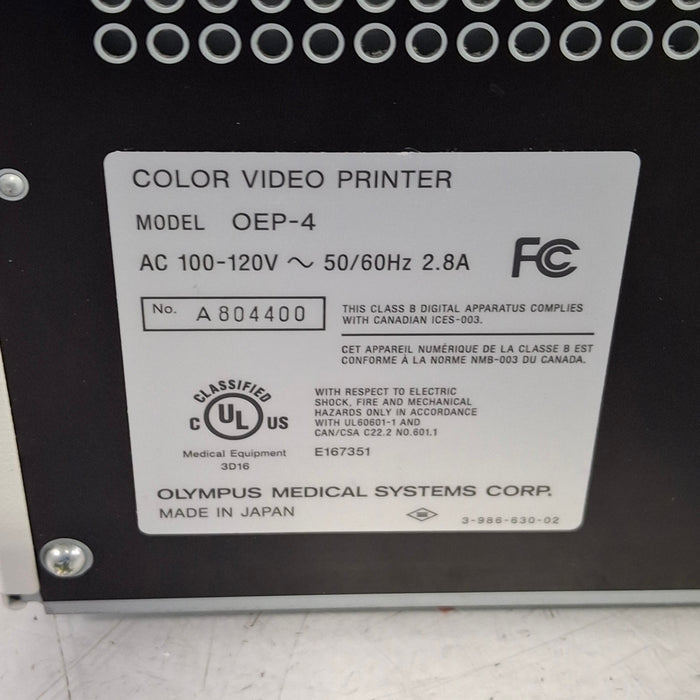 COLOR VIDEO PRINTER
MODEL OEP-4
AC 100-120V ~ 50/60Hz 2.8A
FC
No. A804400
THIS CLASS B DIGITAL APPARATUS COMPLIES
WITH CANADIAN ICES-003.
CET APPAREIL NUMÉRIQUE DE LA CLASSE B EST
CONFORME À LA NORME NMB-003 DU CANADA.
CLASSIFIED
C UL US
Medical Equipment
3D16
WITH RESPECT TO ELECTRIC
SHOCK, FIRE AND MECHANICAL
HAZARDS ONLY IN ACCORDANCE
WITH UL60601-1 AND
CAN/CSA C22.2 NO.601.1
E167351
OLYMPUS MEDICAL SYSTEMS CORP.
MADE IN JAPAN
3-986-630-02